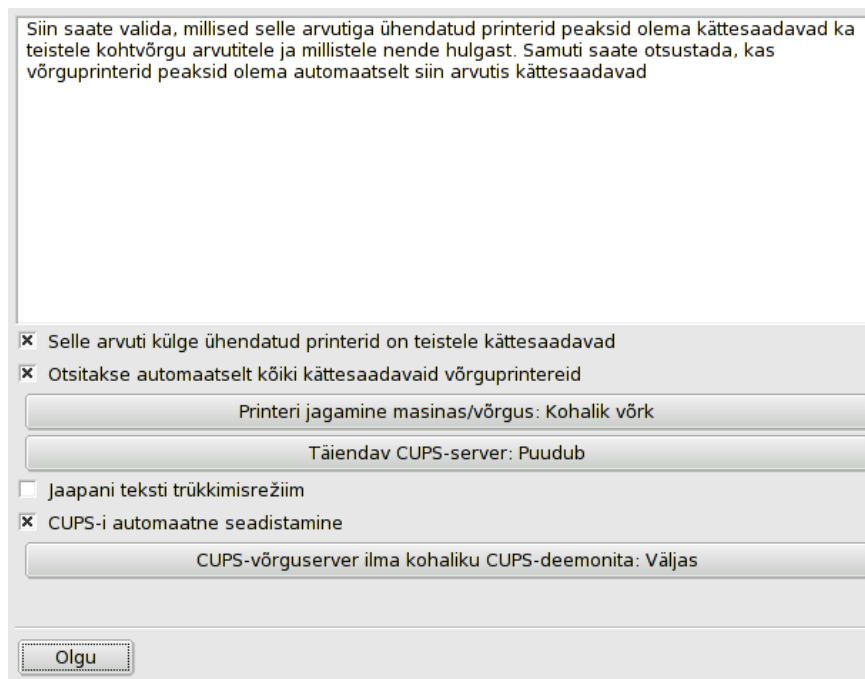 Siin saate valida, millised selle arvutiga ühendatud printerid peaksid olema kättesaadavad ka
teistele kohtvõrgu arvutitele ja millistele nende hulgast. Samuti saate otsustada, kas
võrguprinterid peaksid olema automaatselt siin arvutis kättesaadavad
Selle arvuti külge ühendatud printerid on teistele kättesaadavad
Otsitakse automaatselt kõiki kättesaadavaid võrguprintereid
Printeri jagamine masinas/võrgus: Kohalik võrk
Täiendav CUPS-server: Puudub
Jaapani teksti trükkimisrežiim
CUPS-i automaatne seadistamine
CUPS-võrguserver ilma kohaliku CUPS-deemonita: Väljas
Olgu